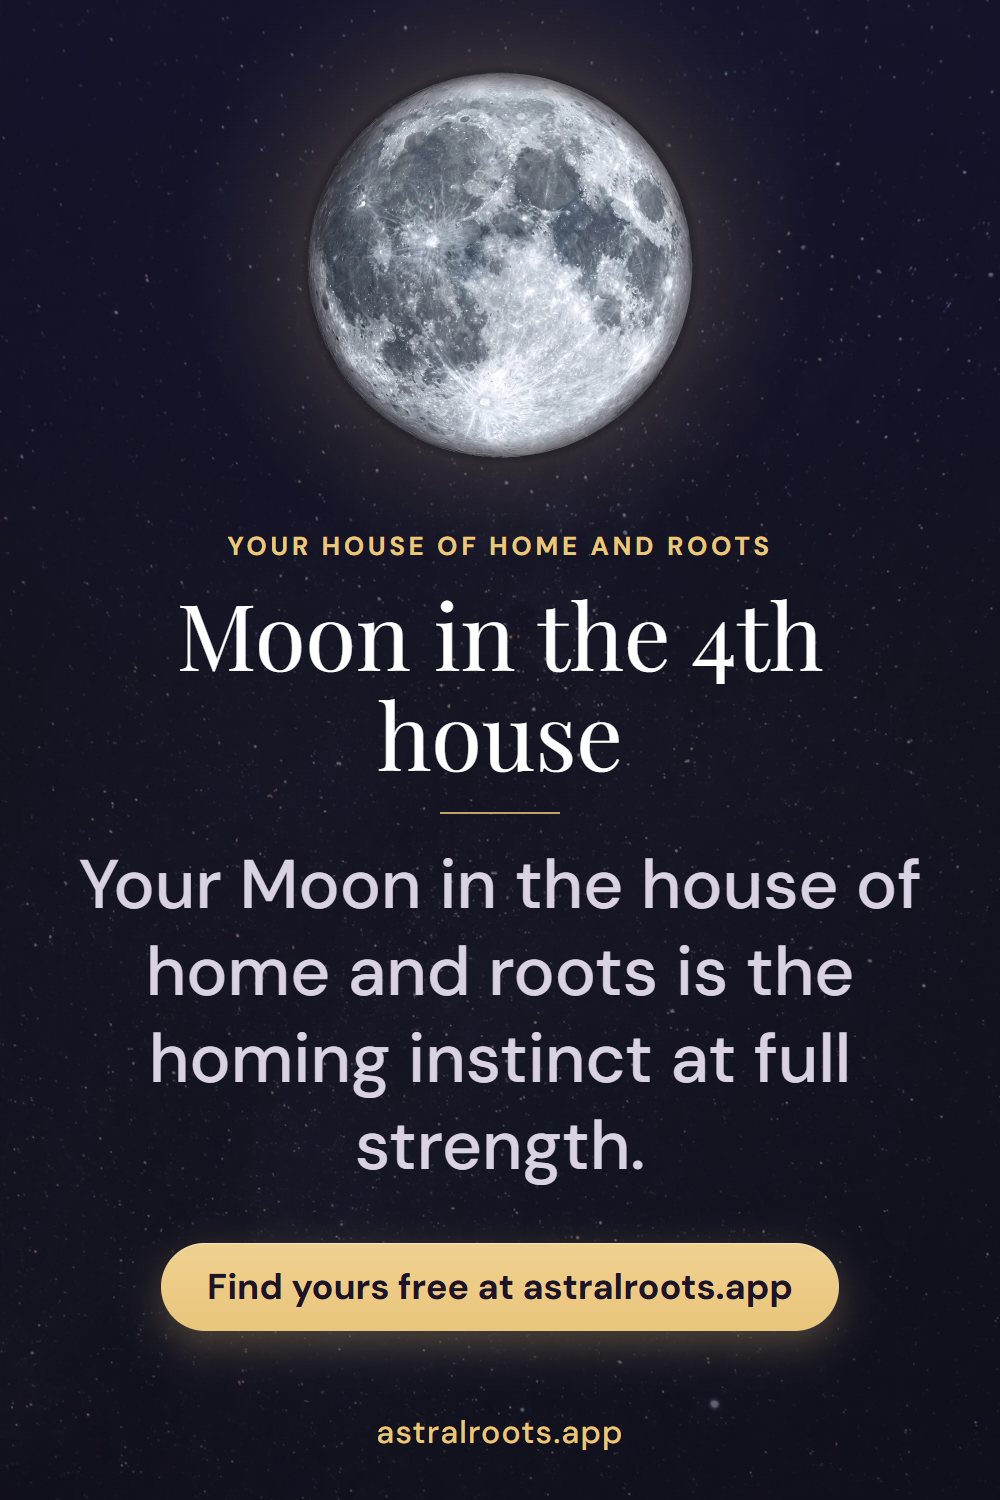 YOUR HOUSE OF HOME AND ROOTS
Moon in the 4th
house
Your Moon in the house of
home and roots is the
homing instinct at full
strength.
Find yours free at astralroots.app
astralroots.app